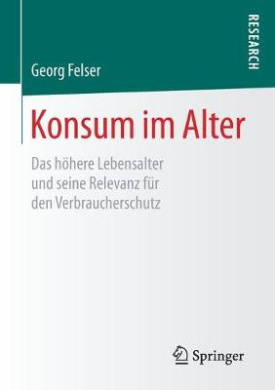 RESEARCH
Georg Felser
Konsum im Alter
Das höhere Lebensalter
und seine Relevanz für
den Verbraucherschutz
Springer